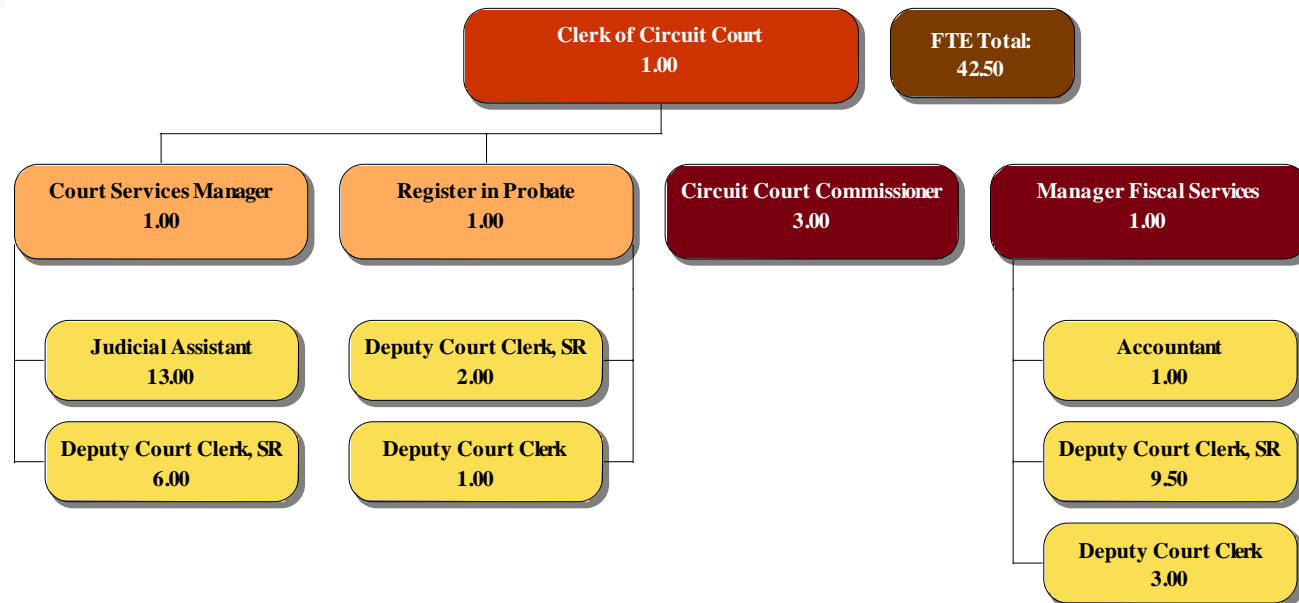 Clerk of Circuit Court
1.00
FTE Total:
42.50
Court Services Manager
1.00
Register in Probate
1.00
Circuit Court Commissioner
3.00
Manager Fiscal Services
1.00
Judicial Assistant
13.00
Deputy Court Clerk, SR
2.00
Accountant
1.00
Deputy Court Clerk, SR
6.00
Deputy Court Clerk
1.00
Deputy Court Clerk, SR
9.50
Deputy Court Clerk
3.00